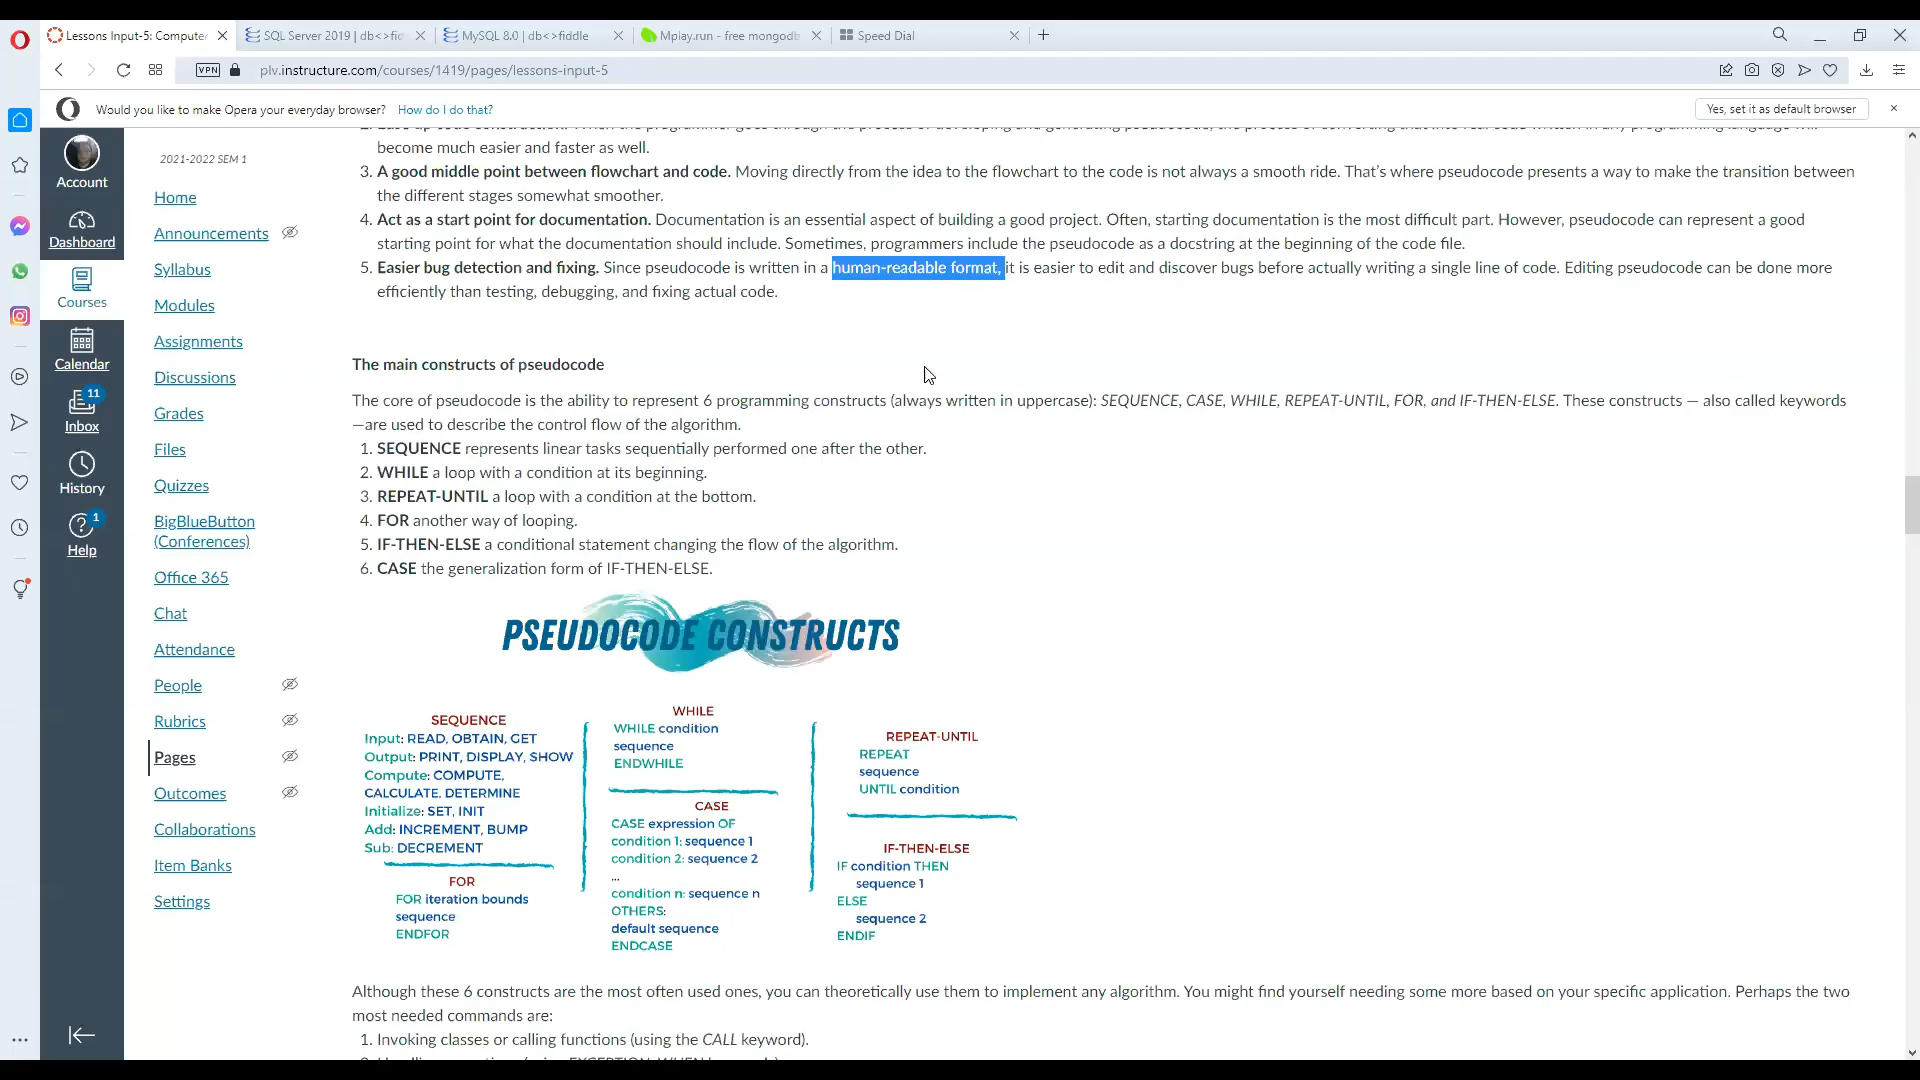 Lessons Input-5: Compute
SQL Server 2019 | db<>fid
MySQL 8.0 | db<>fiddle
Mplay.run - free mongodb
Speed Dial
VPN
plv.instructure.com/courses/1419/pages/lessons-input-5
Would you like to make Opera your everyday browser? How do I do that?
Yes, set it as default browser
Account
Dashboard
Courses
Calendar
11
Inbox
History
1
Help
2021-2022 SEM 1
Home
Announcements
Syllabus
Modules
Assignments
Discussions
Grades
Files
Quizzes
BigBlueButton
(Conferences)
Office 365
Chat
Attendance
People
Rubrics
Pages
Outcomes
Collaborations
Item Banks
Settings
become much easier and faster as well.
3. A good middle point between flowchart and code. Moving directly from the idea to the flowchart to the code is not always a smooth ride. That's where pseudocode presents a way to make the transition between
the different stages somewhat smoother.
4. Act as a start point for documentation. Documentation is an essential aspect of building a good project. Often, starting documentation is the most difficult part. However, pseudocode can represent a good
starting point for what the documentation should include. Sometimes, programmers include the pseudocode as a docstring at the beginning of the code file.
5. Easier bug detection and fixing. Since pseudocode is written in a human-readable format, it is easier to edit and discover bugs before actually writing a single line of code. Editing pseudocode can be done more
efficiently than testing, debugging, and fixing actual code.
The main constructs of pseudocode
The core of pseudocode is the ability to represent 6 programming constructs (always written in uppercase): SEQUENCE, CASE, WHILE, REPEAT-UNTIL, FOR, and IF-THEN-ELSE. These constructs — also called keywords
—are used to describe the control flow of the algorithm.
1. SEQUENCE represents linear tasks sequentially performed one after the other.
2. WHILE a loop with a condition at its beginning.
3. REPEAT-UNTIL a loop with a condition at the bottom.
4. FOR another way of looping.
5. IF-THEN-ELSE a conditional statement changing the flow of the algorithm.
6. CASE the generalization form of IF-THEN-ELSE.
PSEUDOCODE CONSTRUCTS
SEQUENCE
Input: READ, OBTAIN, GET
Output: PRINT, DISPLAY, SHOW
Compute: COMPUTE,
CALCULATE, DETERMINE
Initialize: SET, INIT
Add: INCREMENT, BUMP
Sub: DECREMENT
FOR
FOR iteration bounds
sequence
ENDFOR
WHILE
WHILE condition
sequence
ENDWHILE
CASE
CASE expression OF
condition 1: sequence 1
condition 2: sequence 2
...
condition n: sequence n
OTHERS:
default sequence
ENDCASE
REPEAT-UNTIL
REPEAT
sequence
UNTIL condition
IF-THEN-ELSE
IF condition THEN
sequence 1
ELSE
sequence 2
ENDIF
Although these 6 constructs are the most often used ones, you can theoretically use them to implement any algorithm. You might find yourself needing some more based on your specific application. Perhaps the two
most needed commands are:
1. Invoking classes or calling functions (using the CALL keyword).